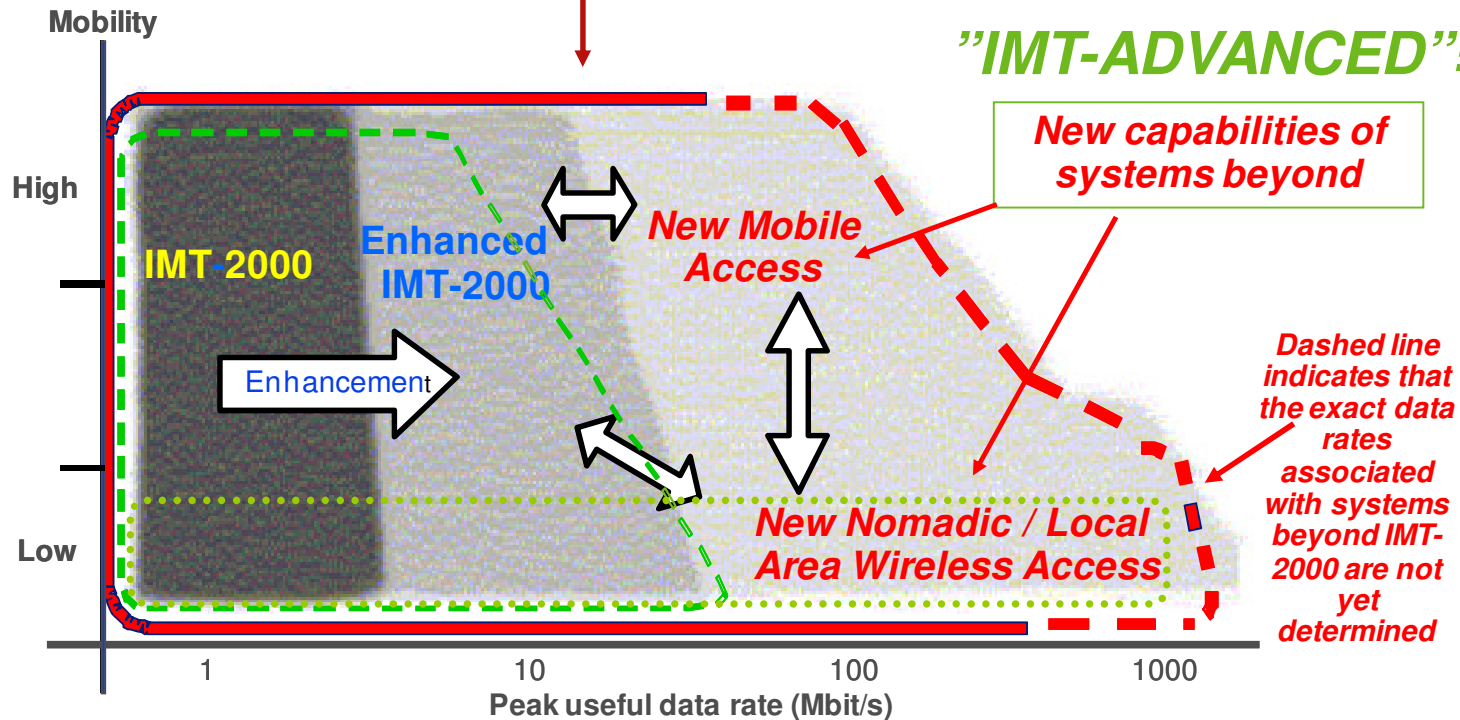 Mobility
”IMT-ADVANCED”!
New capabilities of
systems beyond
High
New Mobile
Access
Enhanced
IMT-2000
IMT-2000
Enhancement
Dashed line
indicates that
the exact data
rates
associated
with systems
beyond IMT-
2000 are not
yet
determined
New Nomadic / Local
Area Wireless Access
Low
1
10
100
1000
Peak useful data rate (Mbit/s)